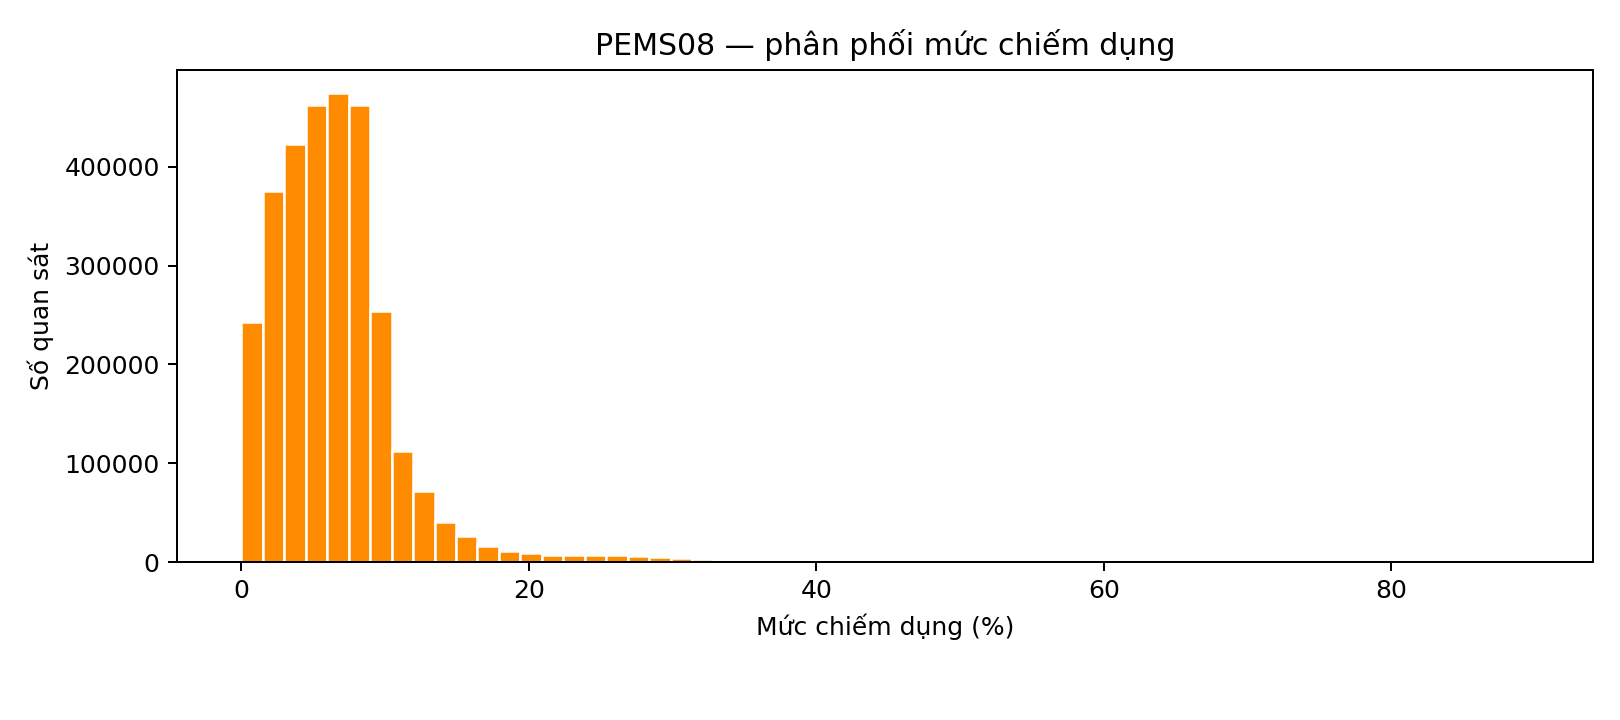 PEMS08 — phân phối mức chiếm dụng
Số quan sát
400000
300000
200000
100000
0
0 20 40 60 80
Mức chiếm dụng (%)